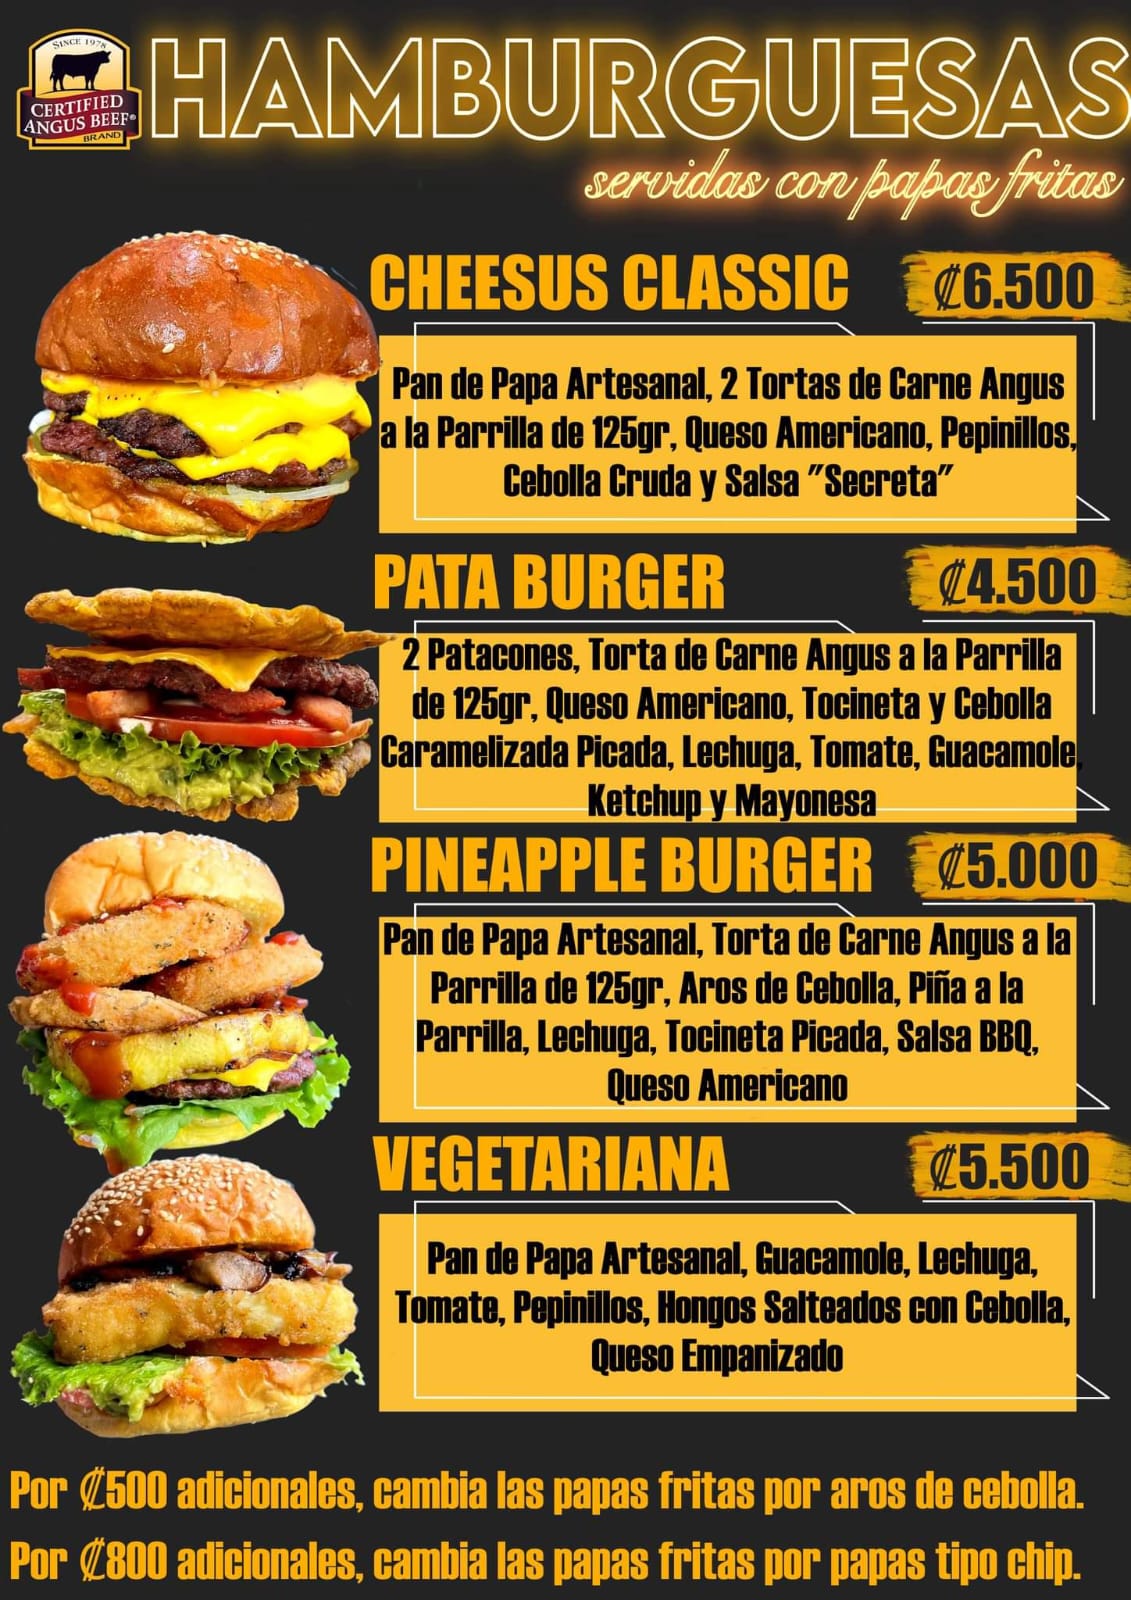 SINCE 1978
CERTIFIED
ANGUS BEEF®
BRAND
HAMBURGUESAS
servidas con papas fritas
CHEESUS CLASSIC
₡6.500
Pan de Papa Artesanal, 2 Tortas de Carne Angus
a la Parrilla de 125gr, Queso Americano, Pepinillos,
Cebolla Cruda y Salsa "Secreta"
PATA BURGER
₡4.500
2 Patacones, Torta de Carne Angus a la Parrilla
de 125gr, Queso Americano, Tocineta y Cebolla
Caramelizada Picada, Lechuga, Tomate, Guacamole,
Ketchup y Mayonesa
PINEAPPLE BURGER
₡5.000
Pan de Papa Artesanal, Torta de Carne Angus a la
Parrilla de 125gr, Aros de Cebolla, Piña a la
Parrilla, Lechuga, Tocineta Picada, Salsa BBQ,
Queso Americano
VEGETARIANA
₡5.500
Pan de Papa Artesanal, Guacamole, Lechuga,
Tomate, Pepinillos, Hongos Salteados con Cebolla,
Queso Empanizado
Por ₡500 adicionales, cambia las papas fritas por aros de cebolla.
Por ₡800 adicionales, cambia las papas fritas por papas tipo chip.